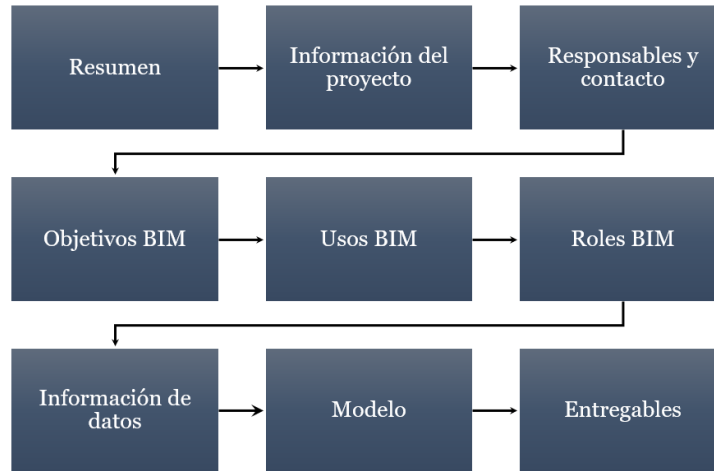 Resumen
Información del
proyecto
Responsables y
contacto
Objetivos BIM
Usos BIM
Roles BIM
Información de
datos
Modelo
Entregables